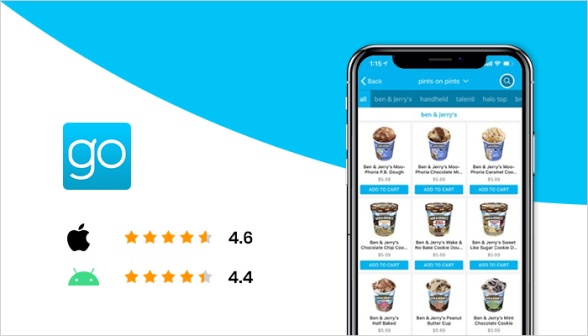 go
4.6
4.4
1:15
Back
pints on pints
all
ben & jerry's
handheld
talenti
halo top
ben & jerry's
Ben & Jerry's Moo-
Phoria P.B. Dough
$5.69
ADD TO CART
Ben & Jerry's Moo-
Phoria Chocolate Mi...
$5.69
ADD TO CART
Ben & Jerry's Moo-
Phoria Caramel Coo...
$5.69
ADD TO CART
Ben & Jerry's
Chocolate Chip Coo...
$5.69
ADD TO CART
Ben & Jerry's Wake &
No Bake Cookie Dou...
$5.69
ADD TO CART
Ben & Jerry's Sweet
Like Sugar Cookie D...
$5.69
ADD TO CART
Ben & Jerry's
Half Baked
Ben & Jerry's Peanut
Butter Cup
Ben & Jerry's Mint
Chocolate Cookie